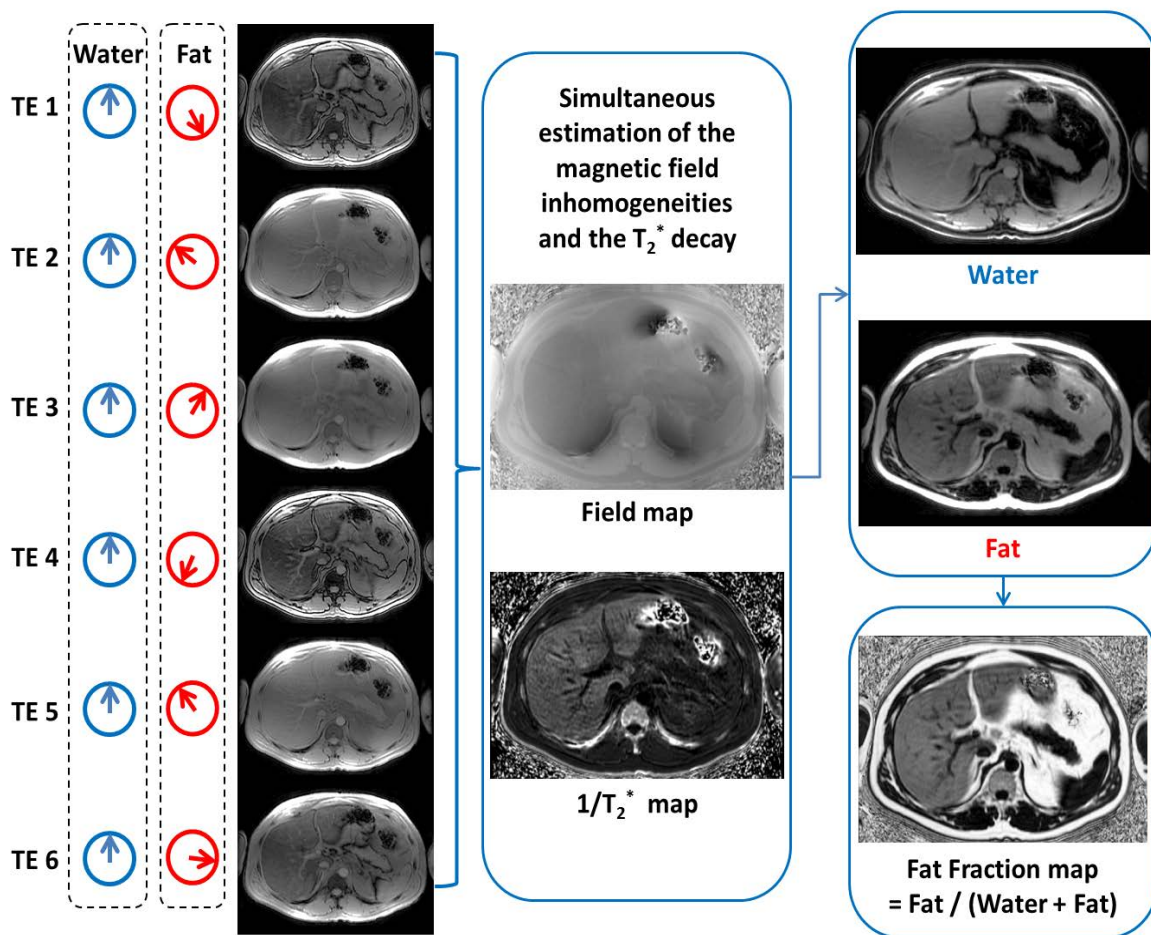 Water Fat
TE 1
TE 2
TE 3
TE 4
TE 5
TE 6
Simultaneous
estimation of the
magnetic field
inhomogeneities
and the T₂* decay
Field map
1/T₂* map
Water
Fat
Fat Fraction map
= Fat / (Water + Fat)